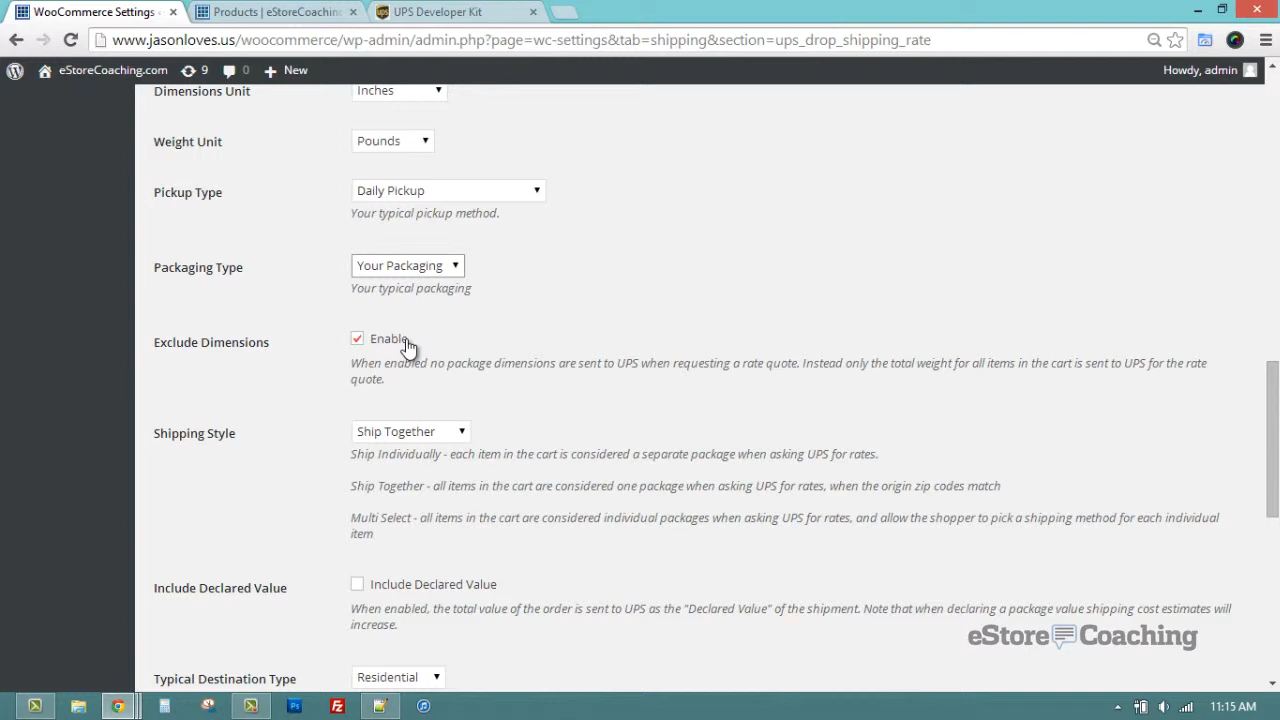 WooCommerce Settings -
Products | eStoreCoachin
UPS Developer Kit
www.jasonloves.us/woocommerce/wp-admin/admin.php?page=wc-settings&tab=shipping&section=ups_drop_shipping_rate
eStoreCoaching.com 9 0 New Howdy, admin
Dimensions Unit Inches
Weight Unit Pounds
Pickup Type Daily Pickup
Your typical pickup method.
Packaging Type Your Packaging
Your typical packaging
Exclude Dimensions Enable
When enabled no package dimensions are sent to UPS when requesting a rate quote. Instead only the total weight for all items in the cart is sent to UPS for the rate
quote.
Shipping Style Ship Together
Ship Individually - each item in the cart is considered a separate package when asking UPS for rates.
Ship Together - all items in the cart are considered one package when asking UPS for rates, when the origin zip codes match
Multi Select - all items in the cart are considered individual packages when asking UPS for rates, and allow the shopper to pick a shipping method for each individual
item
Include Declared Value Include Declared Value
When enabled, the total value of the order is sent to UPS as the "Declared Value" of the shipment. Note that when declaring a package value shipping cost estimates will
increase.
eStore Coaching
Typical Destination Type Residential
11:15 AM